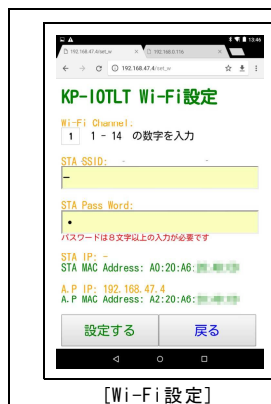 13:46
192.168.47.4/set_w
192.168.0.116
192.168.47.4/set_w
KP-IOTLT Wi-Fi設定
Wi-Fi Channel:
1 1 - 14 の数字を入力
STA SSID:
-
STA Pass Word:
•
パスワードは8文字以上の入力が必要です
STA IP: -
STA MAC Address: A0:20:A6:
A.P IP: 192.168.47.4
A.P MAC Address: A2:20:A6:
設定する 戻る
[Wi-Fi設定]